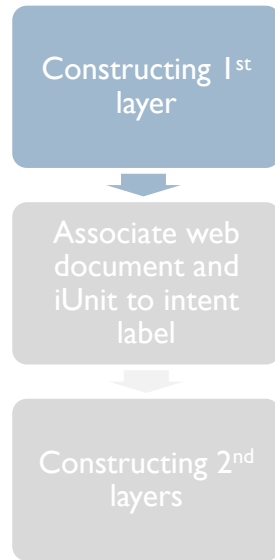 Constructing 1st
layer
Associate web
document and
iUnit to intent
label
Constructing 2nd
layers